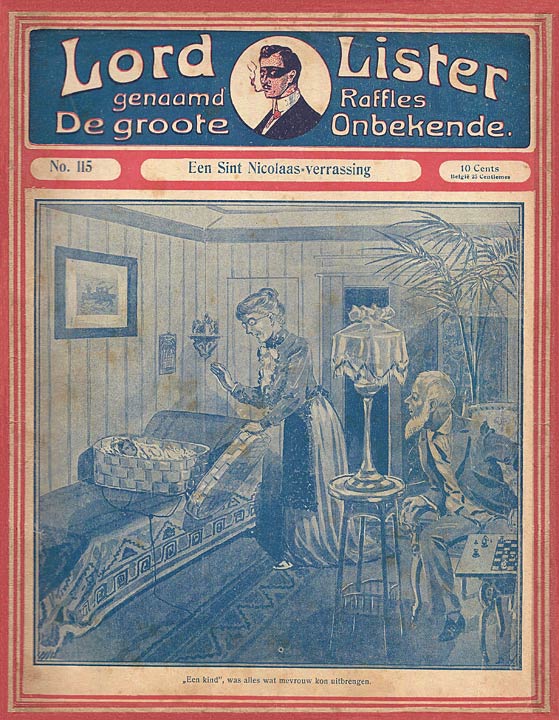 Lord Lister
genaamd Raffles
De groote Onbekende.
No. 115
Een Sint Nicolaas-verrassing
10 Cents
België 25 Centiemes
„Een kind”, was alles wat mevrouw kon uitbrengen.